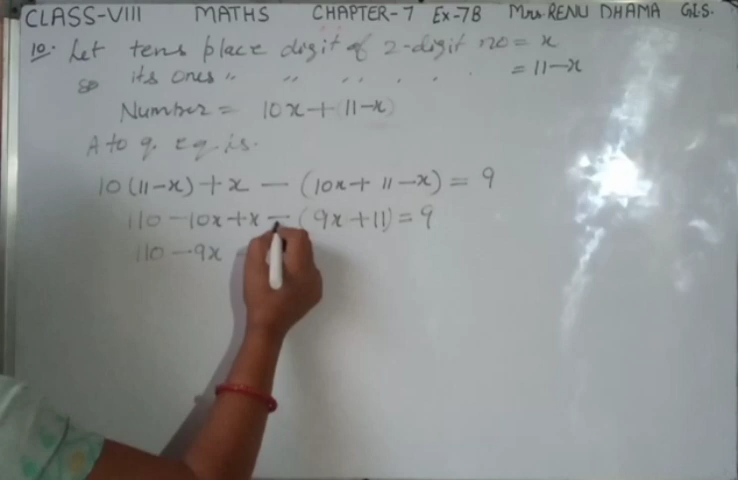 CLASS-VIII MATHS CHAPTER-7 Ex-7B Mrs. RENU DHAMA G.I.S.
10. Let tens place digit of 2-digit no = x
so its ones " " " . . . = 11-x
Number = 10x + (11-x)
A to q. Eq. is.
10(11-x) + x - (10x + 11-x) = 9
110 - 10x + x - (9x + 11) = 9
110 - 9x